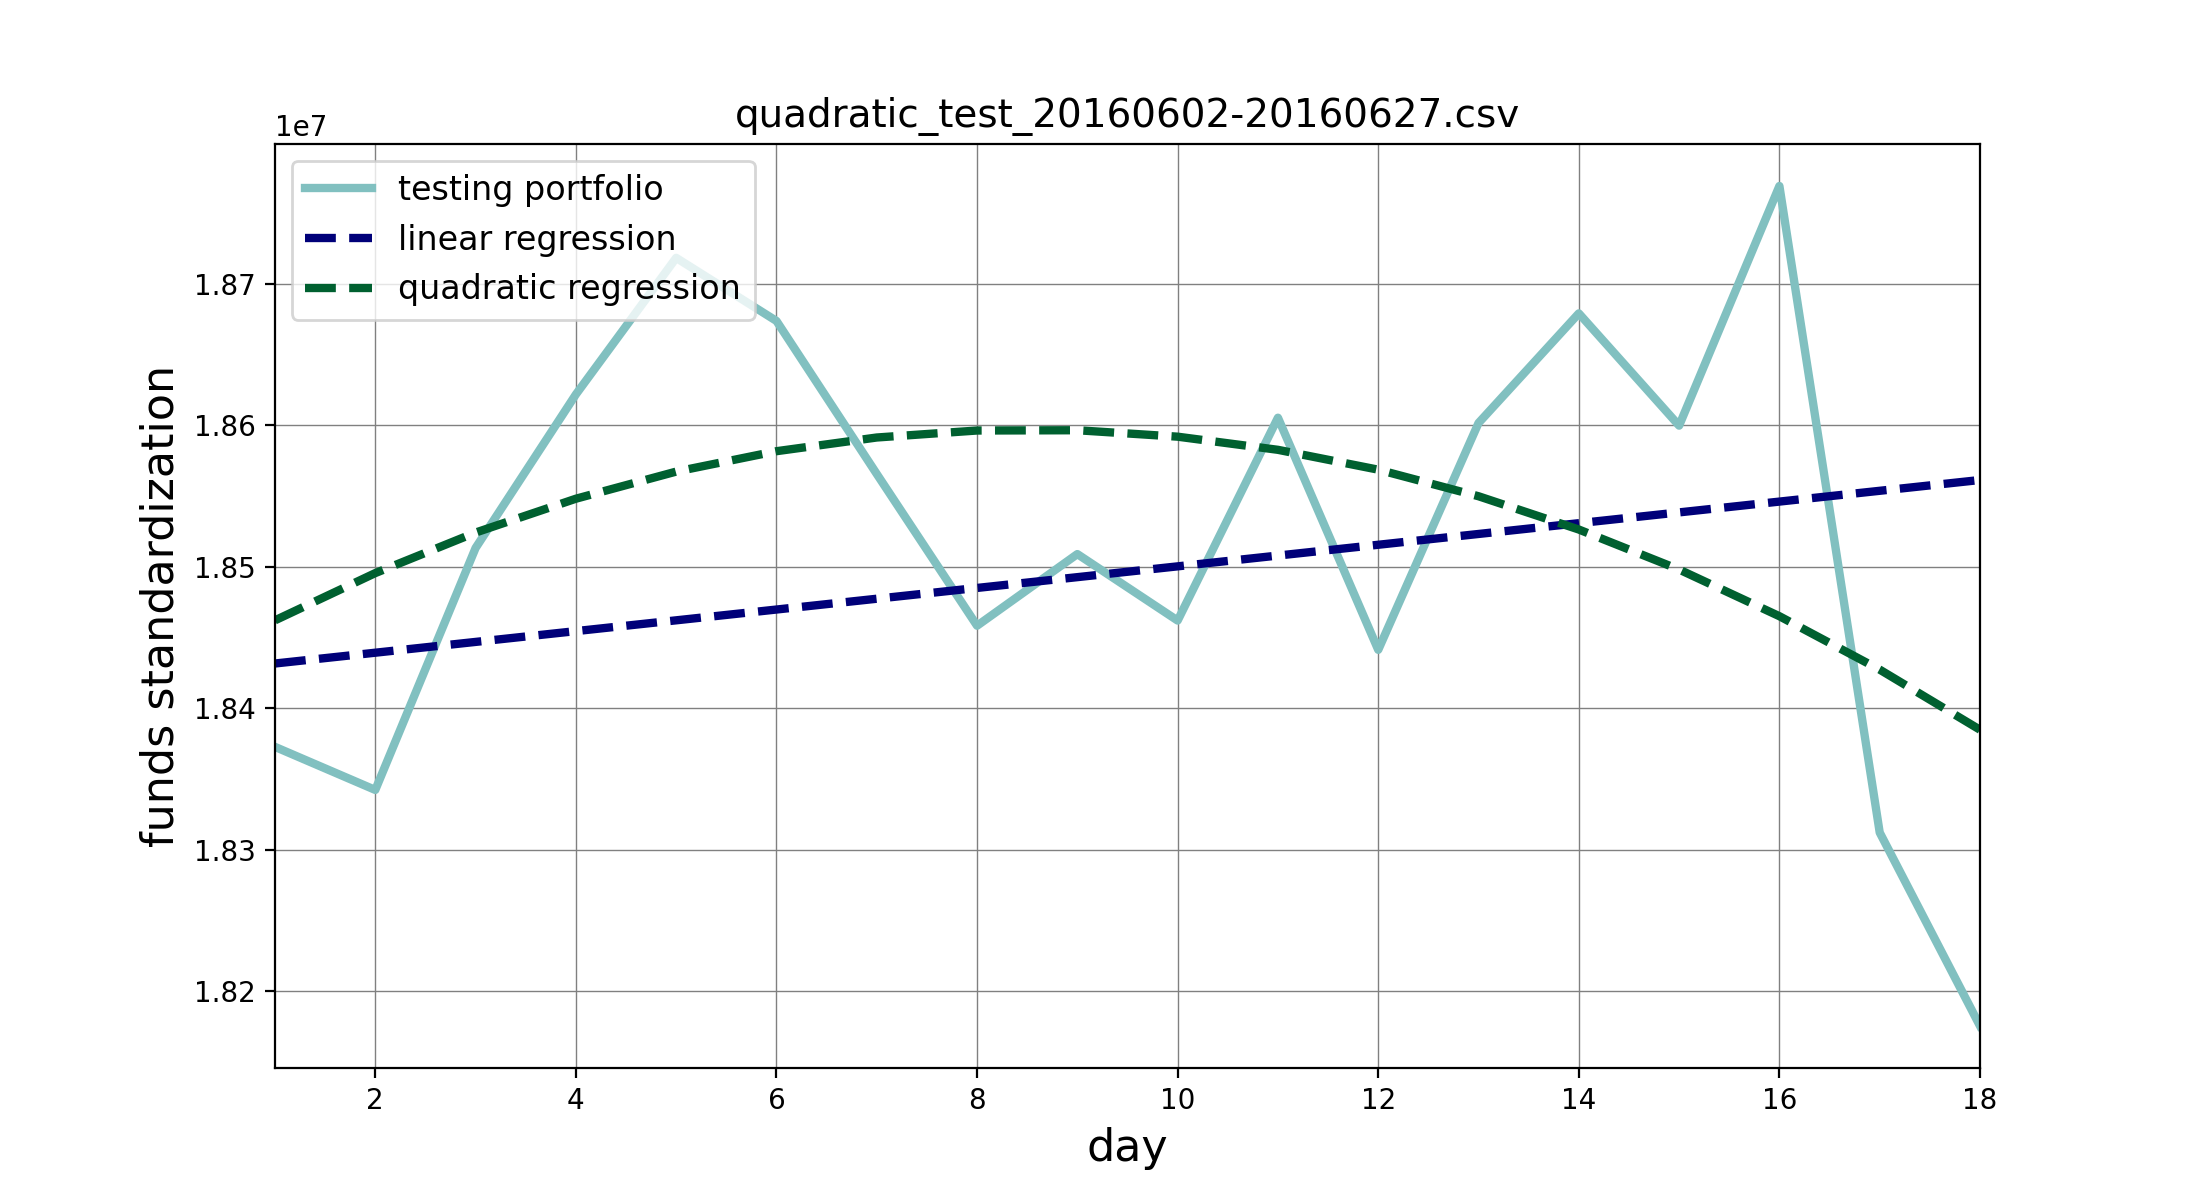 quadratic_test_20160602-20160627.csv
1e7
testing portfolio
linear regression
quadratic regression
funds standardization
1.87
1.86
1.85
1.84
1.83
1.82
2 4 6 8 10 12 14 16 18
day